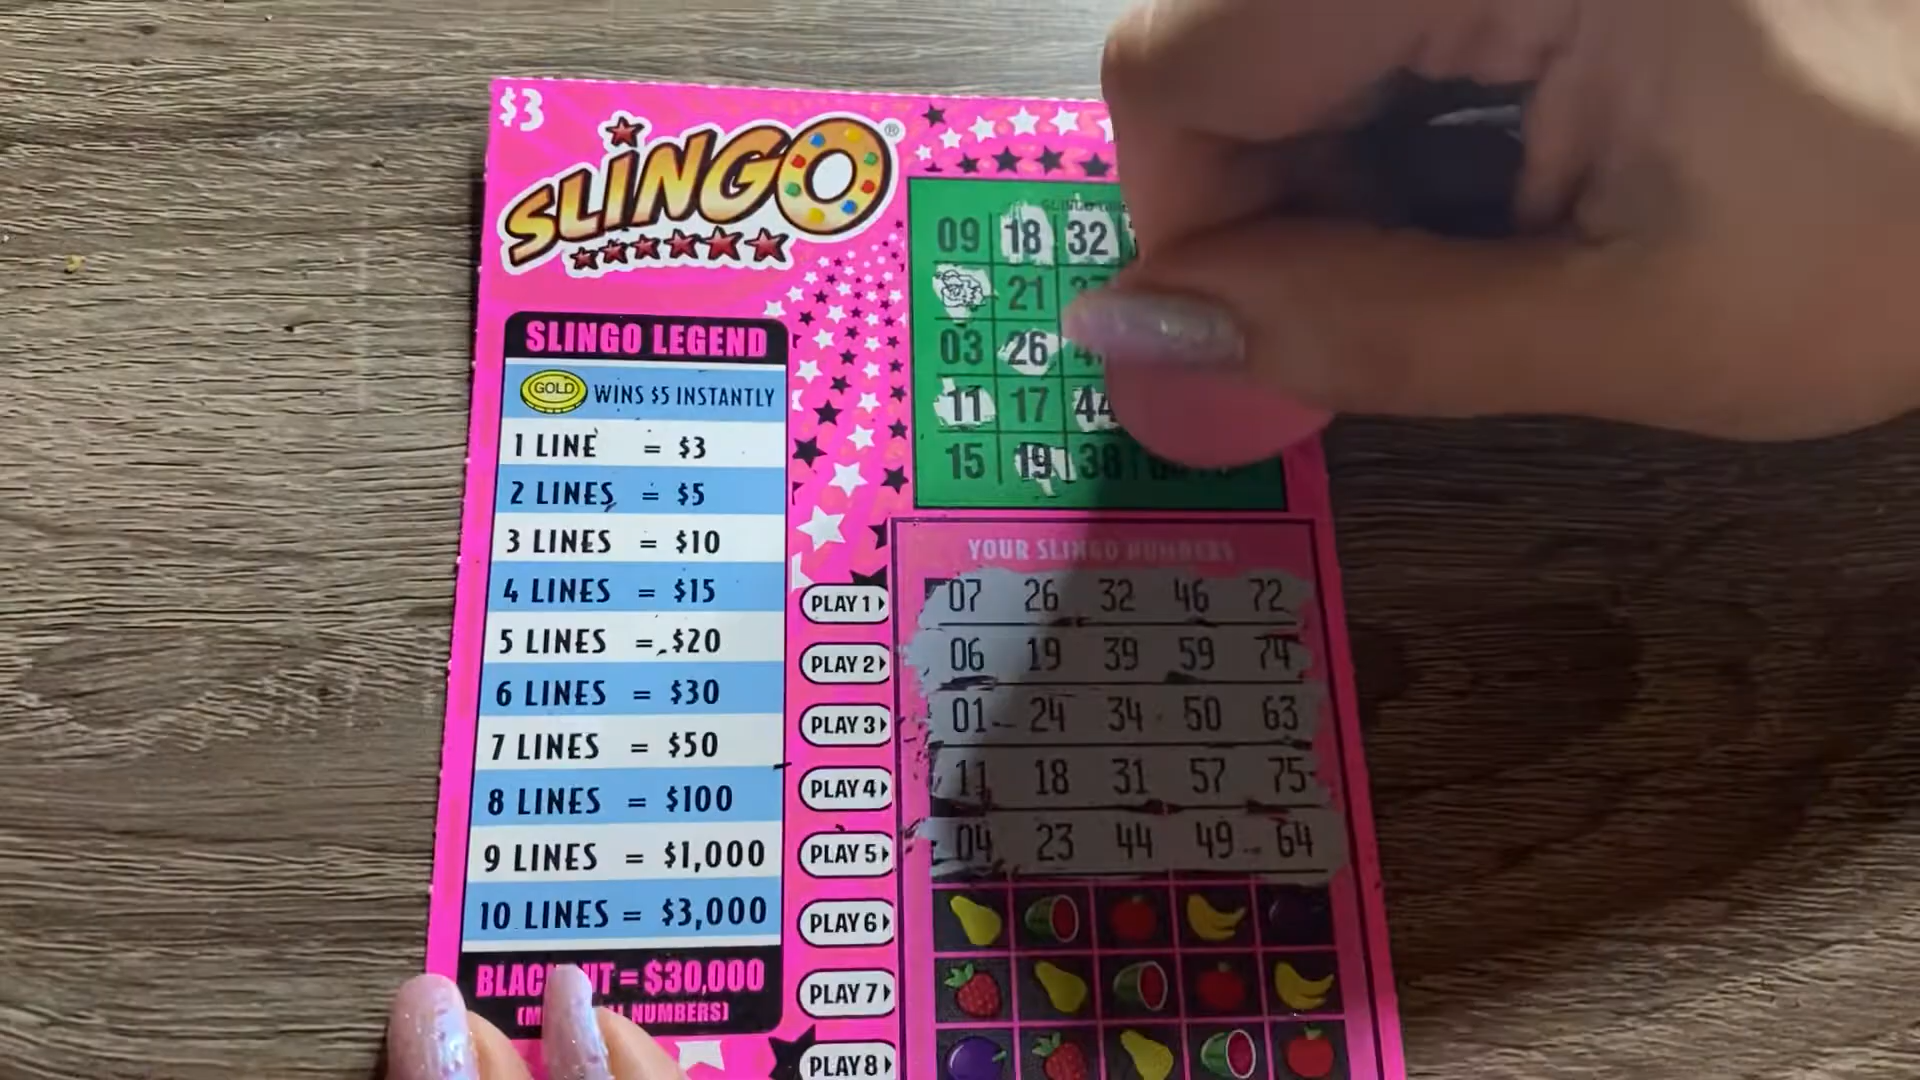 $3
SLINGO®
SLINGO LEGEND
GOLD WINS $5 INSTANTLY
1 LINE = $3
2 LINES = $5
3 LINES = $10
4 LINES = $15
5 LINES = $20
6 LINES = $30
7 LINES = $50
8 LINES = $100
9 LINES = $1,000
10 LINES = $3,000
= $30,000
NUMBERS)
09 18 32
21
03 26
11 17 44
15 19 38
YOUR SLINGO NUMBERS
PLAY 1 07 26 32 46 72
PLAY 2 06 19 39 59 74
PLAY 3 01 24 34 50 63
PLAY 4 11 18 31 57 75
PLAY 5 04 23 44 49 64
PLAY 6
PLAY 7
PLAY 8